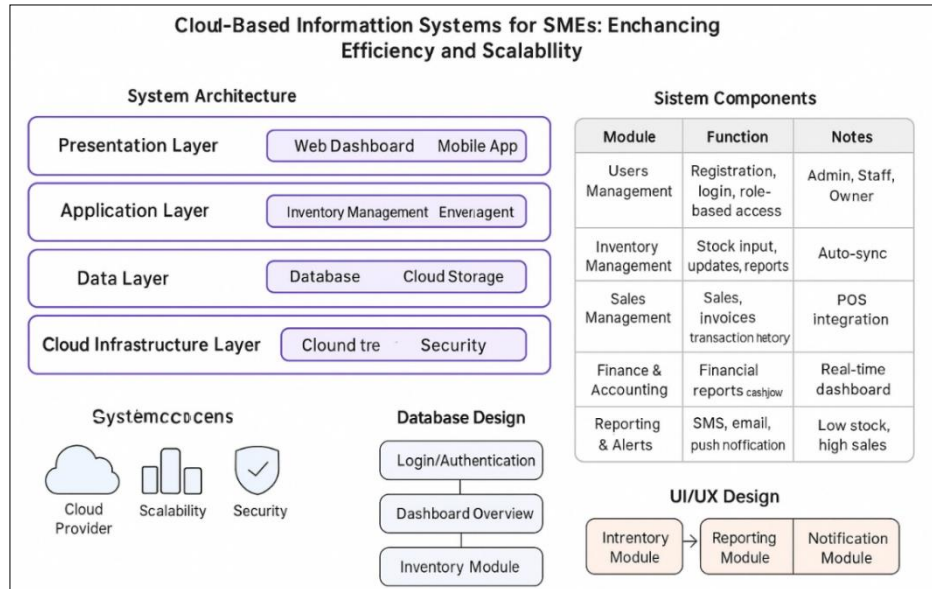 Cloud-Based Informattion Systems for SMEs: Enchancing
Efficiency and Scalability
System Architecture
Presentation Layer
Web Dashboard Mobile App
Application Layer
Inventory Management
Data Layer
Database Cloud Storage
Cloud Infrastructure Layer
Clound tre Security
Cloud
Provider
Scalability
Security
Database Design
Login/Authentication
Dashboard Overview
Inventory Module
Sistem Components
Module Function Notes
Users
Management
Registration,
login, role-
based access
Admin, Staff,
Owner
Inventory
Management
Stock input,
updates, reports
Auto-sync
Sales
Management
Sales,
invoices
transaction hetory
POS
integration
Finance &
Accounting
Financial
reports cashjow
Real-time
dashboard
Reporting
& Alerts
SMS, email,
push noffication
Low stock,
high sales
UI/UX Design
Intrentory
Module
Reporting
Module
Notification
Module